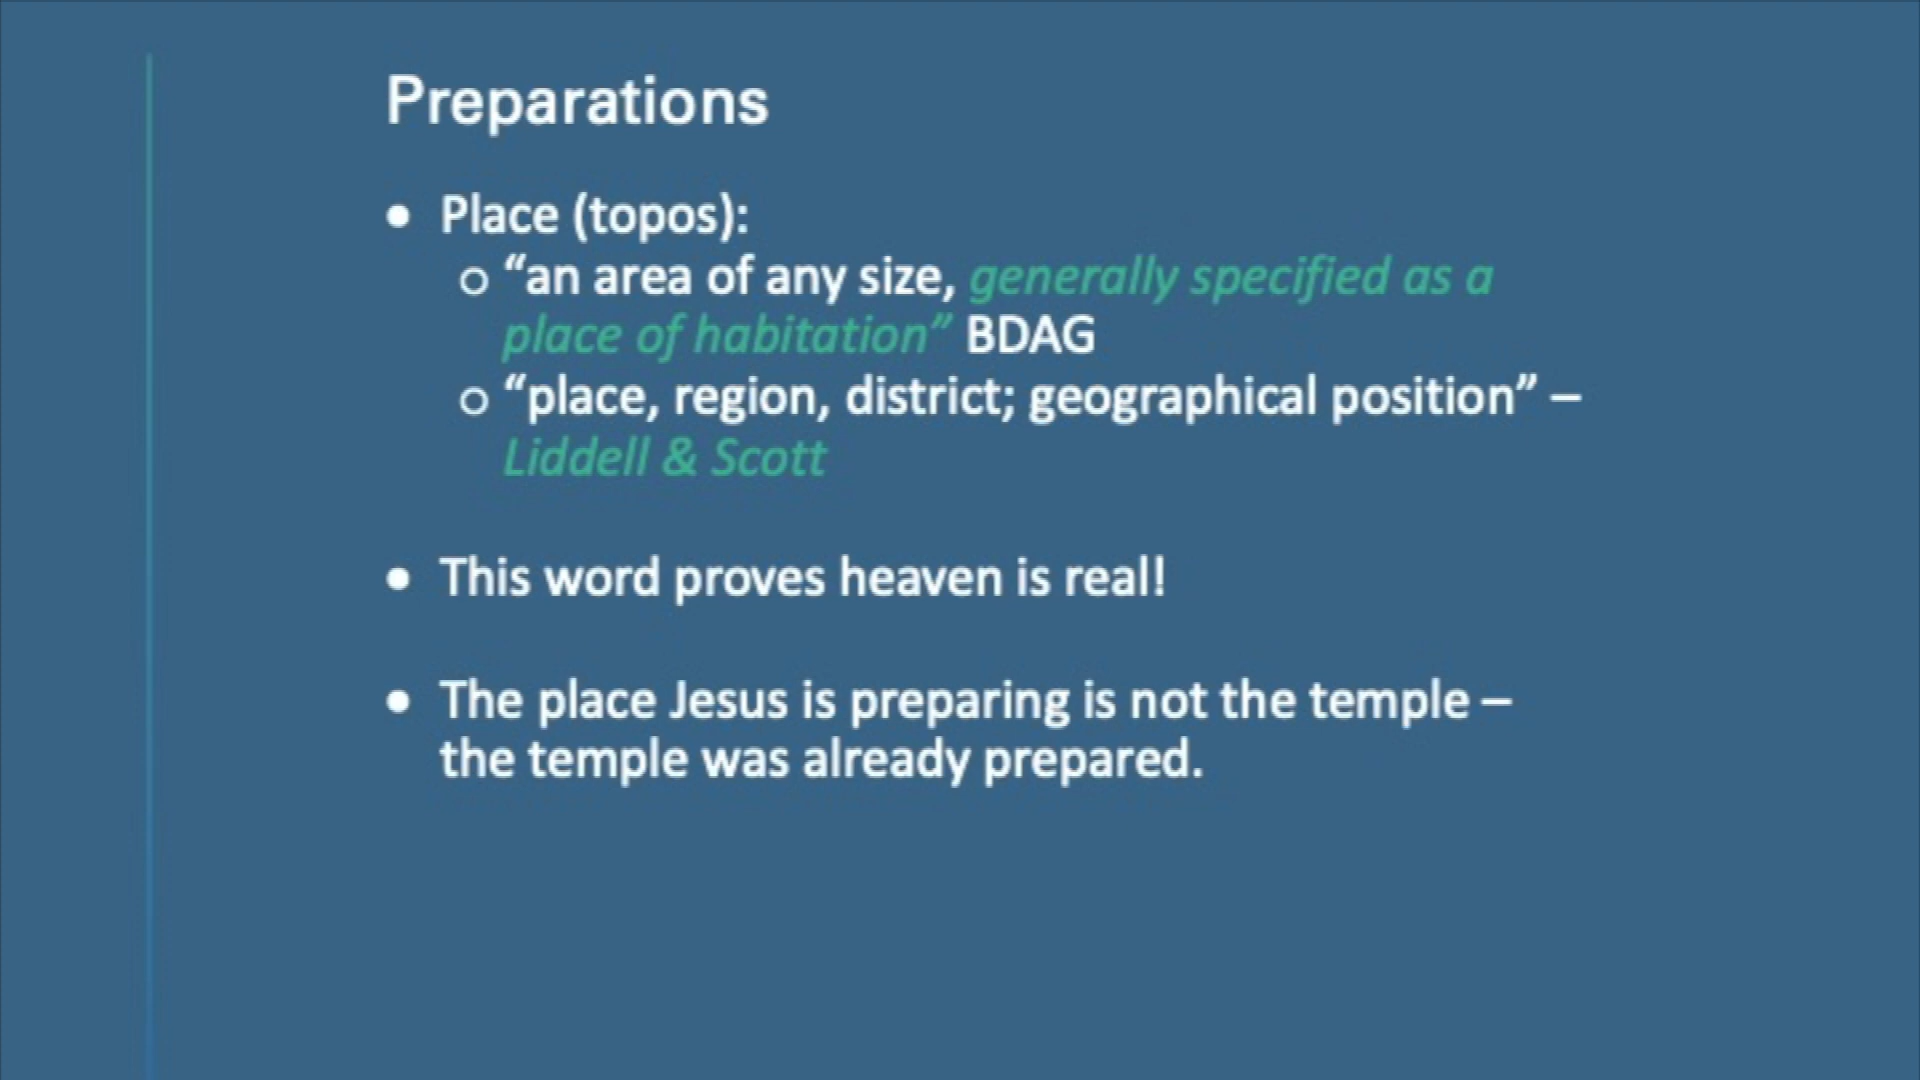 Preparations
• Place (topos):
o “an area of any size, generally specified as a
place of habitation” BDAG
o “place, region, district; geographical position” –
Liddell & Scott
• This word proves heaven is real!
• The place Jesus is preparing is not the temple –
the temple was already prepared.